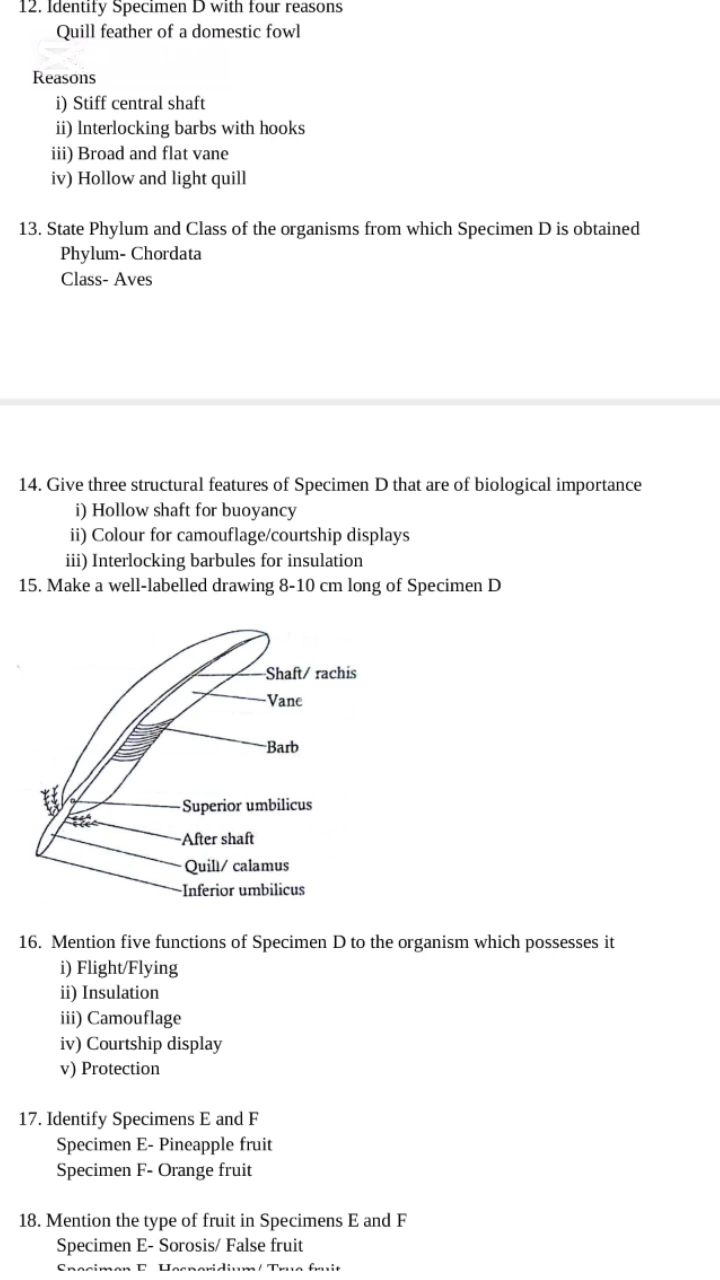 12. Identify Specimen D with four reasons
Quill feather of a domestic fowl
Reasons
i) Stiff central shaft
ii) Interlocking barbs with hooks
iii) Broad and flat vane
iv) Hollow and light quill
13. State Phylum and Class of the organisms from which Specimen D is obtained
Phylum- Chordata
Class- Aves
14. Give three structural features of Specimen D that are of biological importance
i) Hollow shaft for buoyancy
ii) Colour for camouflage/courtship displays
iii) Interlocking barbules for insulation
15. Make a well-labelled drawing 8-10 cm long of Specimen D
Shaft/ rachis
Vane
Barb
Superior umbilicus
After shaft
Quill/ calamus
Inferior umbilicus
16. Mention five functions of Specimen D to the organism which possesses it
i) Flight/Flying
ii) Insulation
iii) Camouflage
iv) Courtship display
v) Protection
17. Identify Specimens E and F
Specimen E- Pineapple fruit
Specimen F- Orange fruit
18. Mention the type of fruit in Specimens E and F
Specimen E- Sorosis/ False fruit
Specimen F- Hesperidium/ True fruit